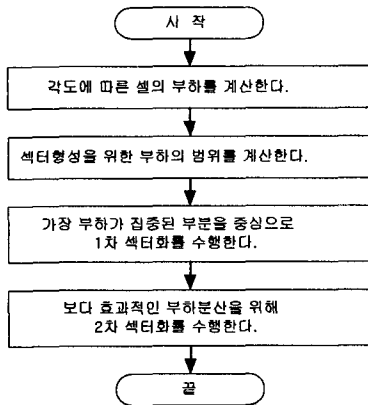 시 작
각도에 따른 셀의 부하를 계산한다.
섹터형성을 위한 부하의 범위를 계산한다.
가장 부하가 집중된 부분을 중심으로
1차 섹터화를 수행한다.
보다 효과적인 부하분산을 위해
2차 섹터화를 수행한다.
끝